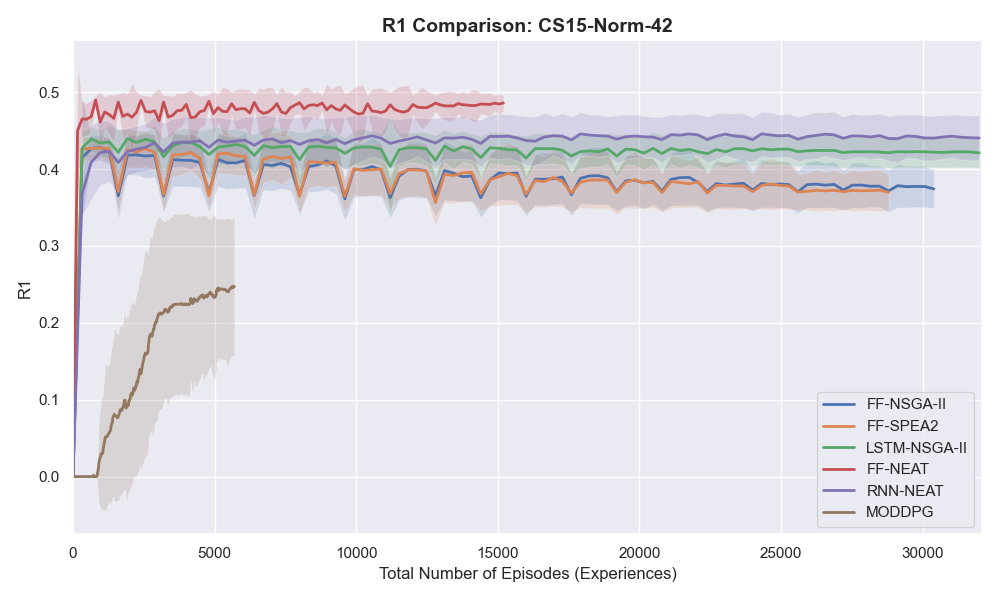 R1 Comparison: CS15-Norm-42
R1
0.5
0.4
0.3
0.2
0.1
0.0
0 5000 10000 15000 20000 25000 30000
Total Number of Episodes (Experiences)
FF-NSGA-II
FF-SPEA2
LSTM-NSGA-II
FF-NEAT
RNN-NEAT
MODDPG